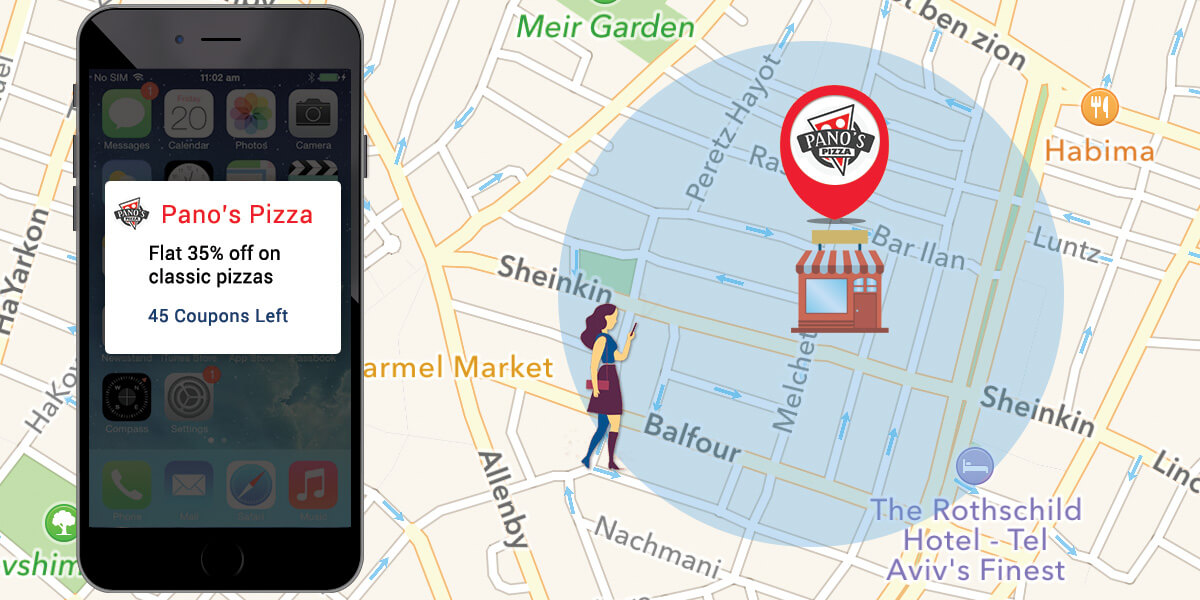 No SIM
11:02 am
1
Friday
20
Messages
Calendar
Photos
Camera
PANO'S
PIZZA
Pano's Pizza
Flat 35% off on
classic pizzas
45 Coupons Left
Newsstand
iTunes Store
App Store
Passbook
1
Compass
Settings
Phone
Mail
Safari
Music
Meir Garden
ben zion
Habima
Peretz Hayot
PANO'S
PIZZA
Bar Ilan
Luntz
Sheinkin
HaYarkon
armel Market
Melchet
Sheinkin
Balfour
Allenby
Nachmani
The Rothschild
Hotel - Tel
Aviv's Finest